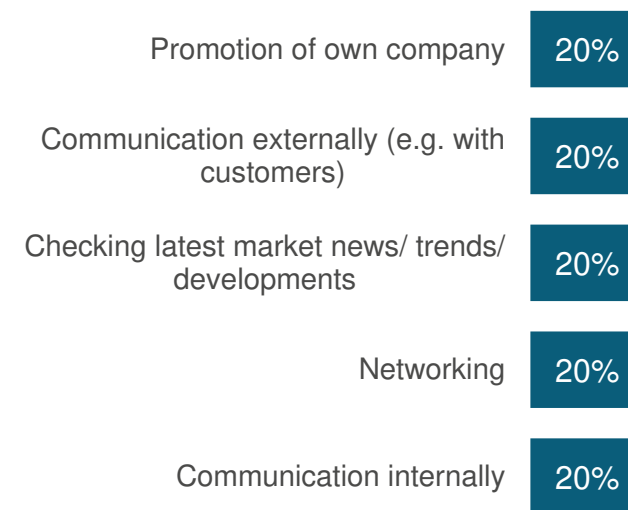 Promotion of own company 20%
Communication externally (e.g. with
customers) 20%
Checking latest market news/ trends/
developments 20%
Networking 20%
Communication internally 20%